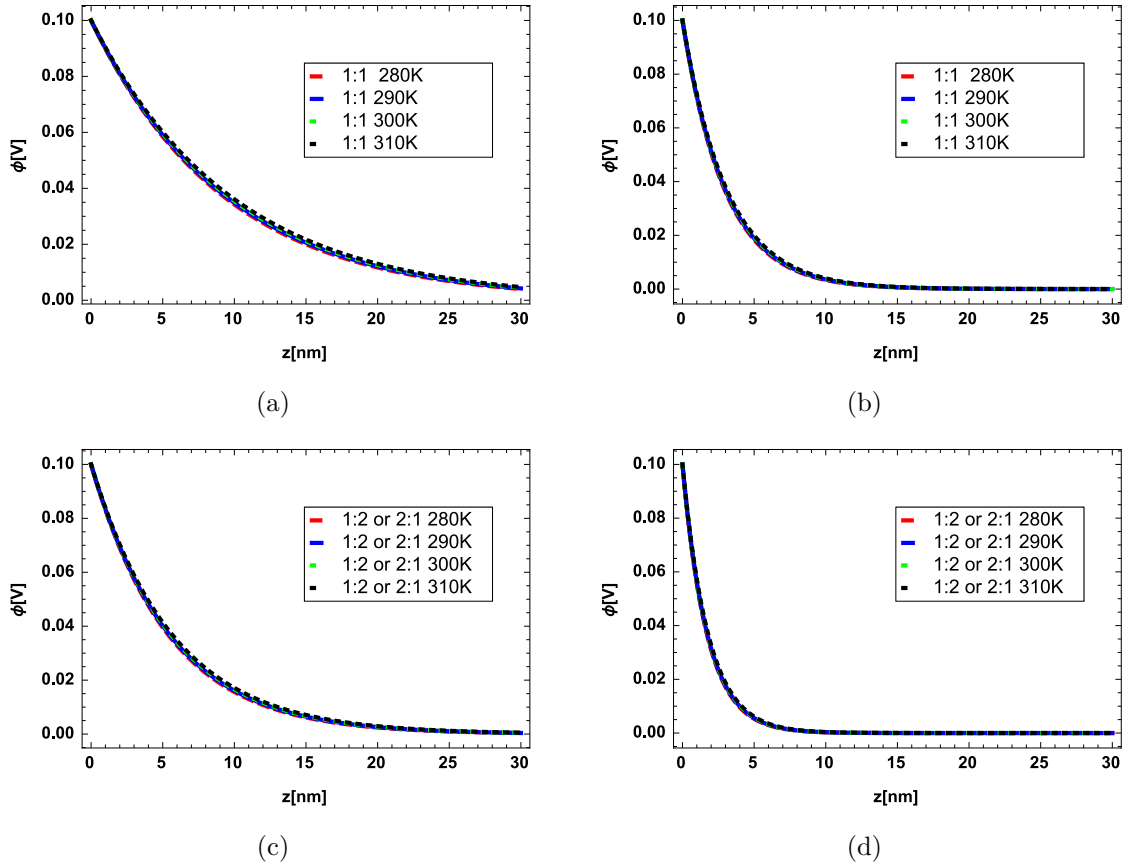 0.10
0.08
0.06
0.04
0.02
0.00
ϕ[V]
1:1 280K
1:1 290K
1:1 300K
1:1 310K
0 5 10 15 20 25 30
z[nm]
(a)
0.10
0.08
0.06
0.04
0.02
0.00
ϕ[V]
1:1 280K
1:1 290K
1:1 300K
1:1 310K
0 5 10 15 20 25 30
z[nm]
(b)
0.10
0.08
0.06
0.04
0.02
0.00
ϕ[V]
1:2 or 2:1 280K
1:2 or 2:1 290K
1:2 or 2:1 300K
1:2 or 2:1 310K
0 5 10 15 20 25 30
z[nm]
(c)
0.10
0.08
0.06
0.04
0.02
0.00
ϕ[V]
1:2 or 2:1 280K
1:2 or 2:1 290K
1:2 or 2:1 300K
1:2 or 2:1 310K
0 5 10 15 20 25 30
z[nm]
(d)